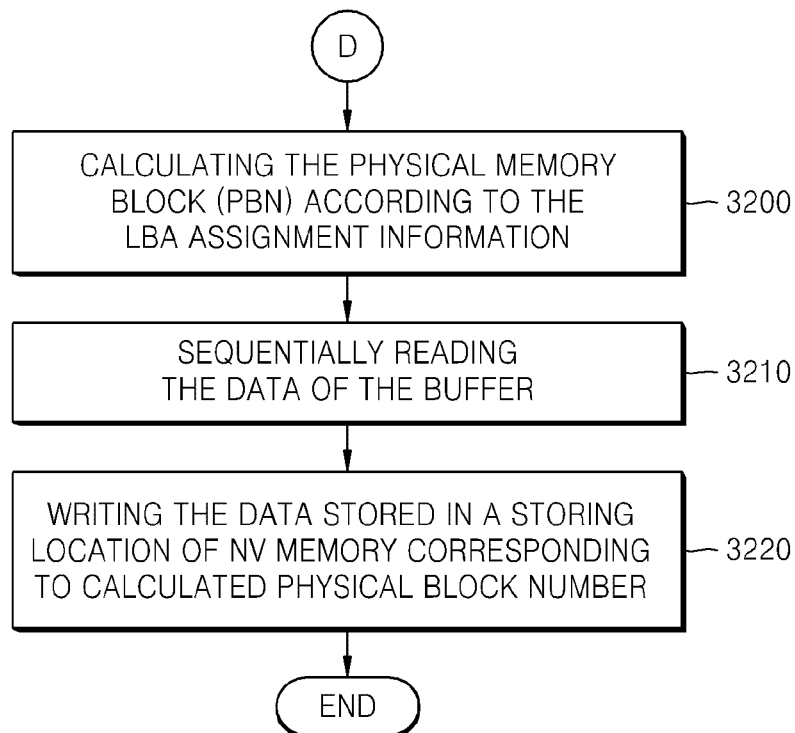 D
CALCULATING THE PHYSICAL MEMORY
BLOCK (PBN) ACCORDING TO THE
LBA ASSIGNMENT INFORMATION
3200
SEQUENTIALLY READING
THE DATA OF THE BUFFER
3210
WRITING THE DATA STORED IN A STORING
LOCATION OF NV MEMORY CORRESPONDING
TO CALCULATED PHYSICAL BLOCK NUMBER
3220
END